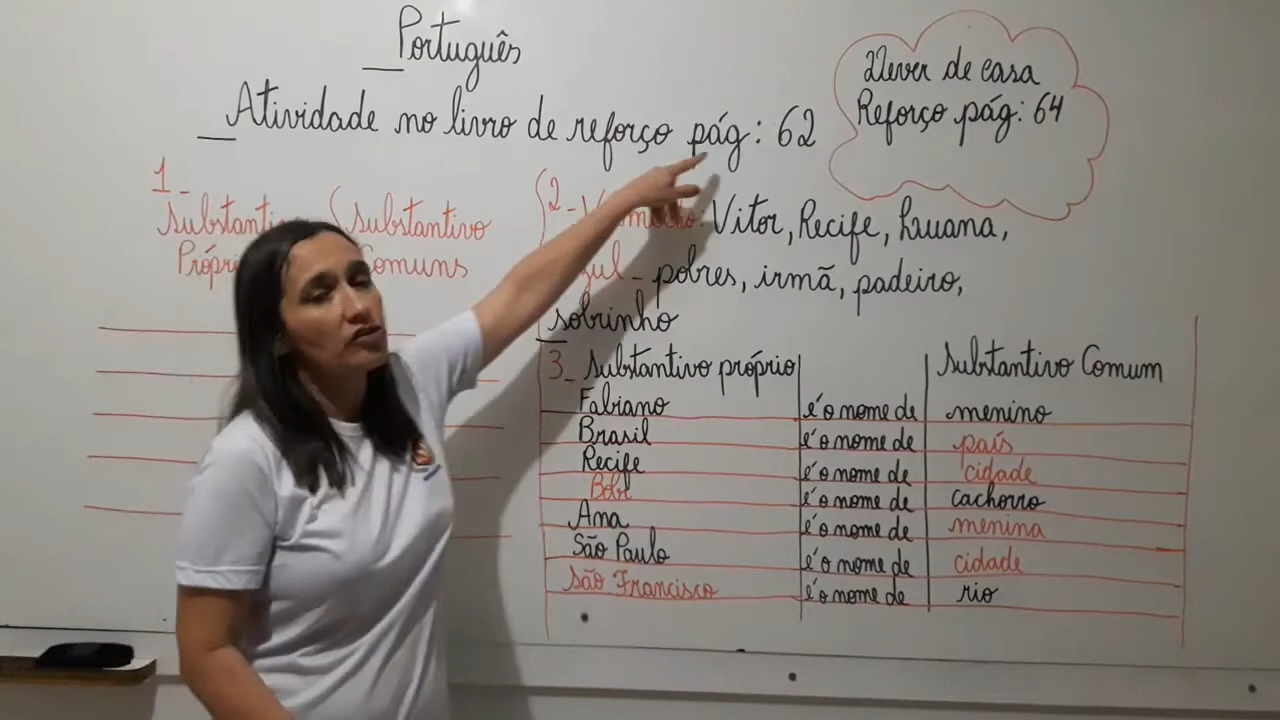 Português
Atividade no livro de reforço pág: 62
Dever de casa
Reforço pág: 64
1-
Substantivo
Próprio
Substantivo
Comuns
2- Vermelho: Vitor, Recife, Luuana,
Azul - pobres, irmã, padeiro,
sobrinho
3- Substantivo próprio Substantivo Comum
Fabiano é o nome de menino
Brasil é o nome de país
Recife é o nome de cidade
Bobi é o nome de cachorro
Ana é o nome de menina
São Paulo é o nome de cidade
São Francisco é o nome de rio